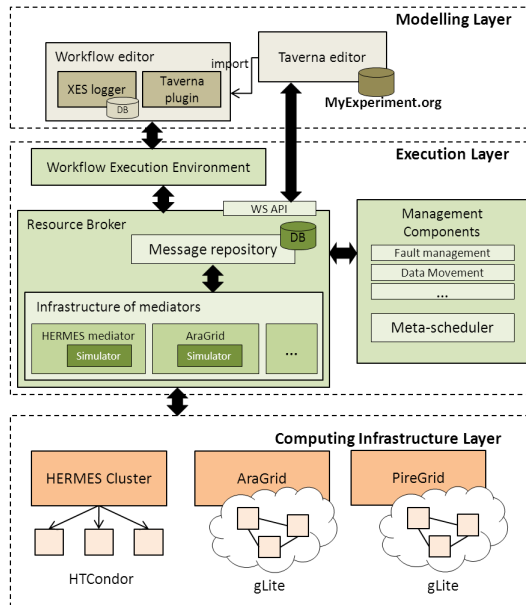 Modelling Layer
Workflow editor
XES logger
Taverna plugin
DB
import
Taverna editor
MyExperiment.org
Execution Layer
Workflow Execution Environment
WS API
Resource Broker
DB
Message repository
Infrastructure of mediators
HERMES mediator
Simulator
AraGrid
Simulator
...
Management
Components
Fault management
Data Movement
...
Meta-scheduler
Computing Infrastructure Layer
HERMES Cluster
AraGrid
PireGrid
HTCondor
gLite
gLite